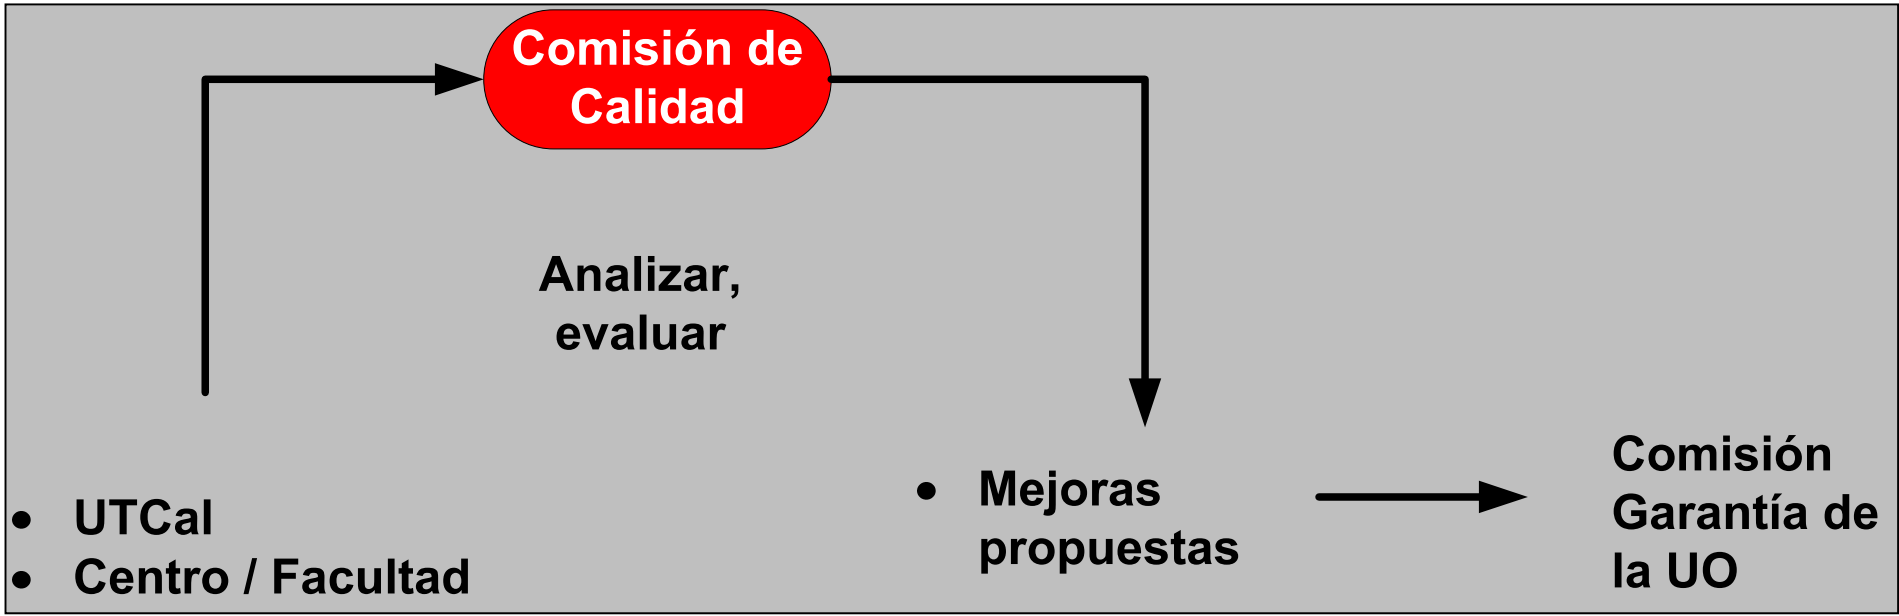 Comisión de
Calidad
Analizar,
evaluar
• UTCal
• Centro / Facultad
• Mejoras
propuestas
Comisión
Garantía de
la UO